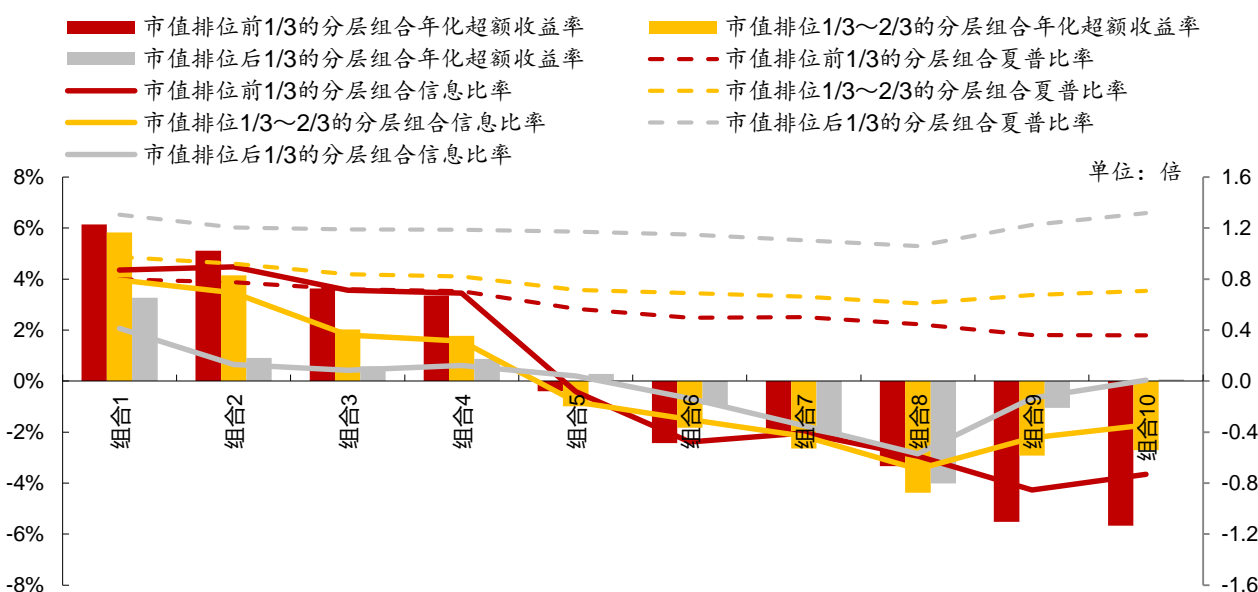 市值排位前1/3的分层组合年化超额收益率
市值排位1/3～2/3的分层组合年化超额收益率
市值排位后1/3的分层组合年化超额收益率
市值排位前1/3的分层组合夏普比率
市值排位前1/3的分层组合信息比率
市值排位1/3～2/3的分层组合夏普比率
市值排位1/3～2/3的分层组合信息比率
市值排位后1/3的分层组合夏普比率
市值排位后1/3的分层组合信息比率
单位：倍
8%
6%
4%
2%
0%
-2%
-4%
-6%
-8%
1.6
1.2
0.8
0.4
0.0
-0.4
-0.8
-1.2
-1.6
组合1
组合2
组合3
组合4
组合5
组合6
组合7
组合8
组合9
组合10